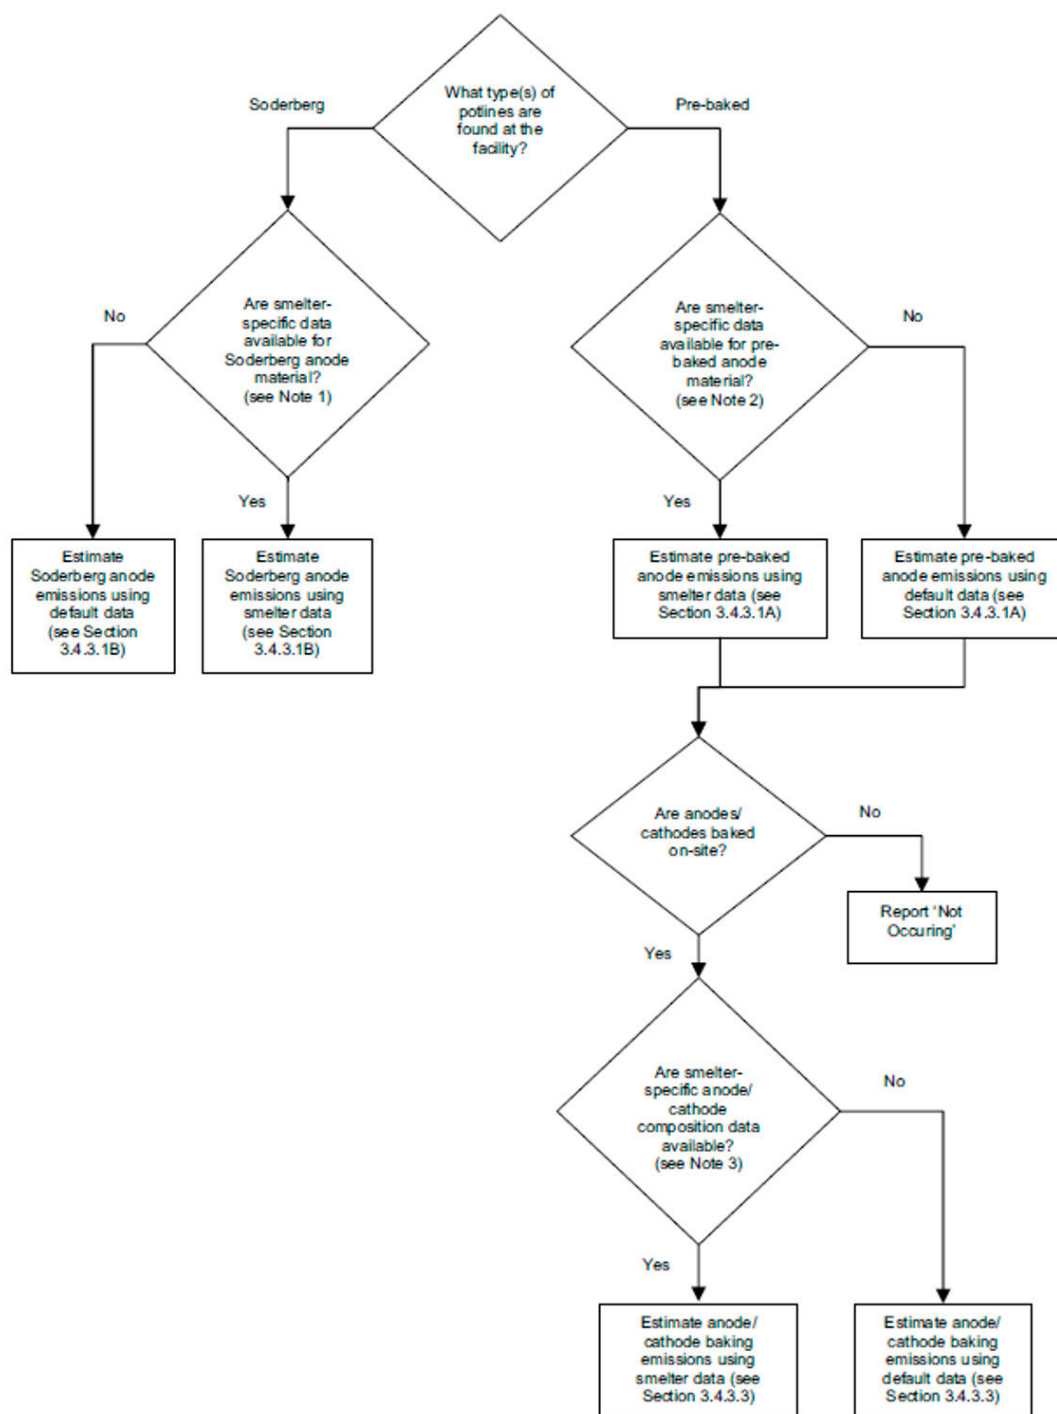 What type(s) of
potlines are
found at the
facility?
Soderberg
Pre-baked
Are smelter-
specific data
available for
Soderberg anode
material?
(see Note 1)
No
Yes
Are smelter-
specific data
available for pre-
baked anode
material?
(see Note 2)
No
Yes
Estimate
Soderberg anode
emissions using
default data
(see Section
3.4.3.1B)
Estimate
Soderberg anode
emissions using
smelter data
(see Section
3.4.3.1B)
Estimate pre-baked
anode emissions using
smelter data (see
Section 3.4.3.1A)
Estimate pre-baked
anode emissions using
default data (see
Section 3.4.3.1A)
Are anodes/
cathodes baked
on-site?
No
Report ‘Not
Occuring’
Yes
Are smelter-
specific anode/
cathode
composition data
available?
(see Note 3)
No
Yes
Estimate anode/
cathode baking
emissions using
smelter data (see
Section 3.4.3.3)
Estimate anode/
cathode baking
emissions using
default data (see
Section 3.4.3.3)